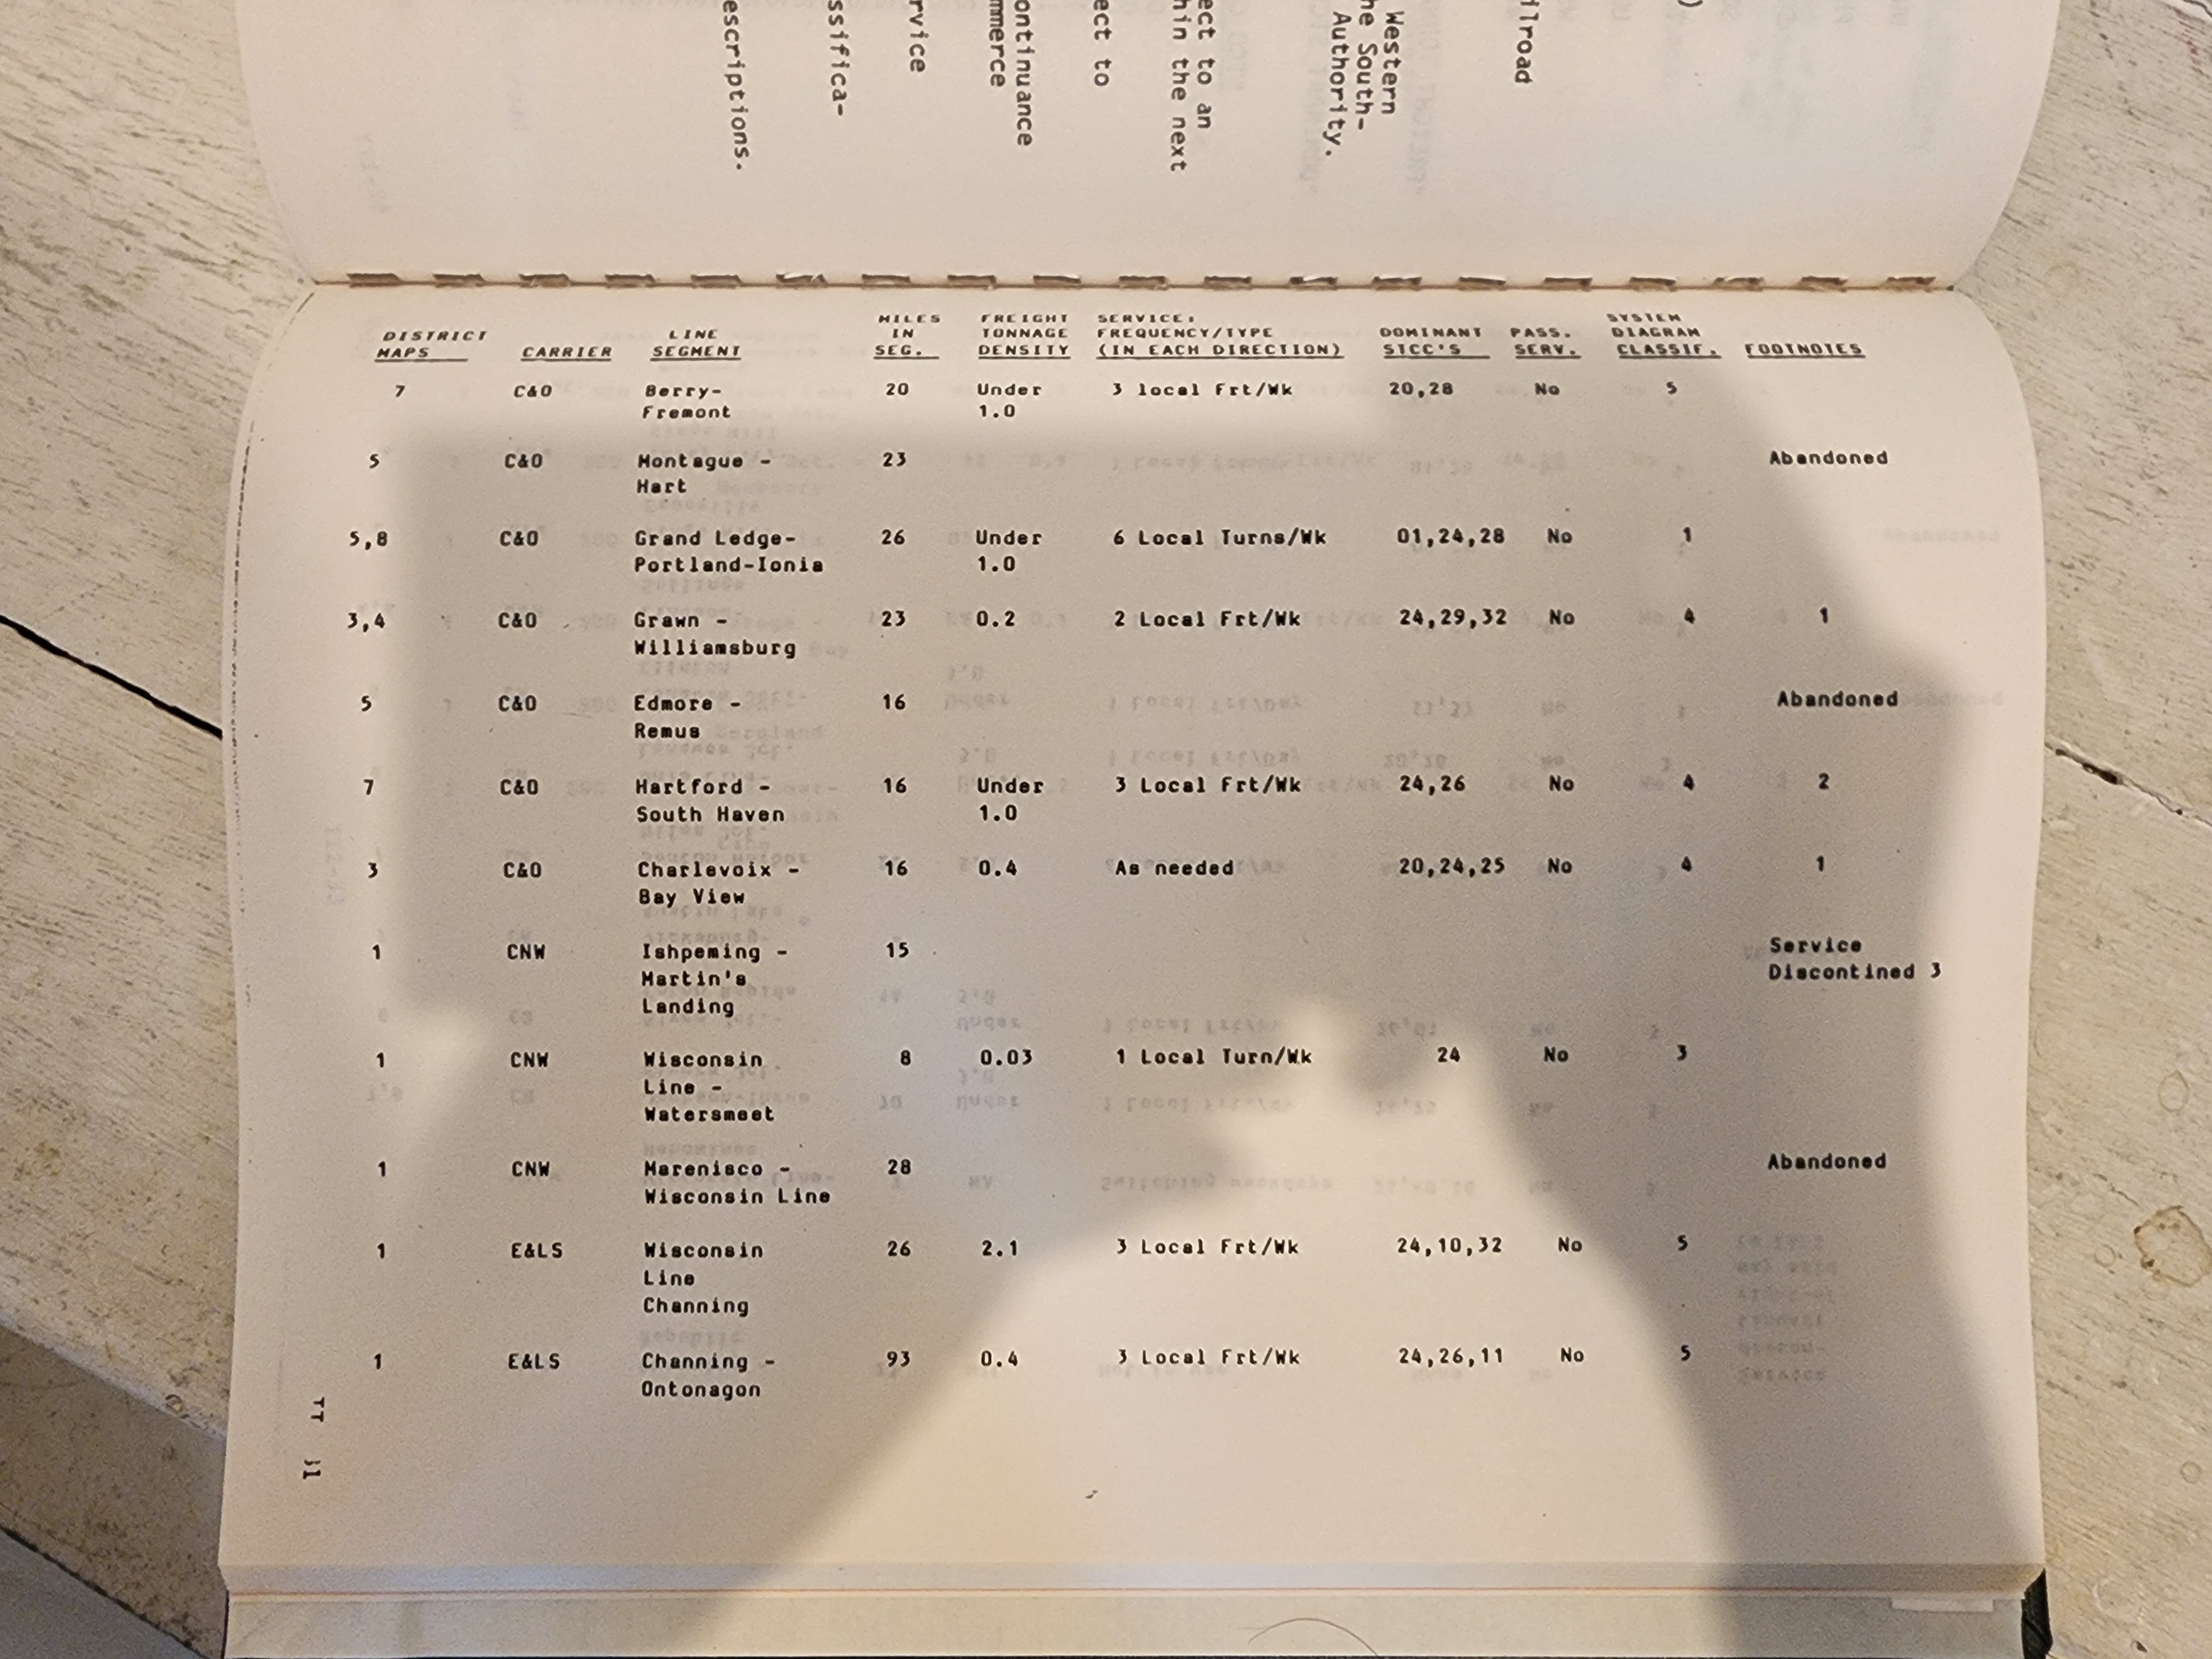 escriptions.
ssifica-
rvice
ontinuance
mmerce
ect to
ect to an
hin the next
Western
he South-
Authority.
ilroad
)
DISTRICT MAPS CARRIER LINE SEGMENT MILES IN SEG. FREIGHT TONNAGE DENSITY SERVICE, FREQUENCY/TYPE (IN EACH DIRECTION) DOMINANT STCC'S PASS. SERV. SYSTEM DIAGRAM CLASSIF. FOOTNOTES
7 C&O Berry- 20 Under 3 local Frt/Wk 20,28 No 5
Fremont 1.0
5 C&O Montague - 23 Abandoned
Hart
5,8 C&O Grand Ledge- 26 Under 6 Local Turns/Wk 01,24,28 No 1
Portland-Ionia 1.0
3,4 C&O Grawn - 23 0.2 2 Local Frt/Wk 24,29,32 No 4 1
Williamsburg
5 C&O Edmore - 16 Abandoned
Remus
7 C&O Hartford - 16 Under 3 Local Frt/Wk 24,26 No 4 2
South Haven 1.0
3 C&O Charlevoix - 16 0.4 As needed 20,24,25 No 4 1
Bay View
1 CNW Ishpeming - 15 Service
Martin's Discontined 3
Landing
1 CNW Wisconsin 8 0.03 1 Local Turn/Wk 24 No 3
Line -
Watersmeet
1 CNW Marenisco - 28 Abandoned
Wisconsin Line
1 E&LS Wisconsin 26 2.1 3 Local Frt/Wk 24,10,32 No 5
Line
Channing
1 E&LS Channing - 93 0.4 3 Local Frt/Wk 24,26,11 No 5
Ontonagon